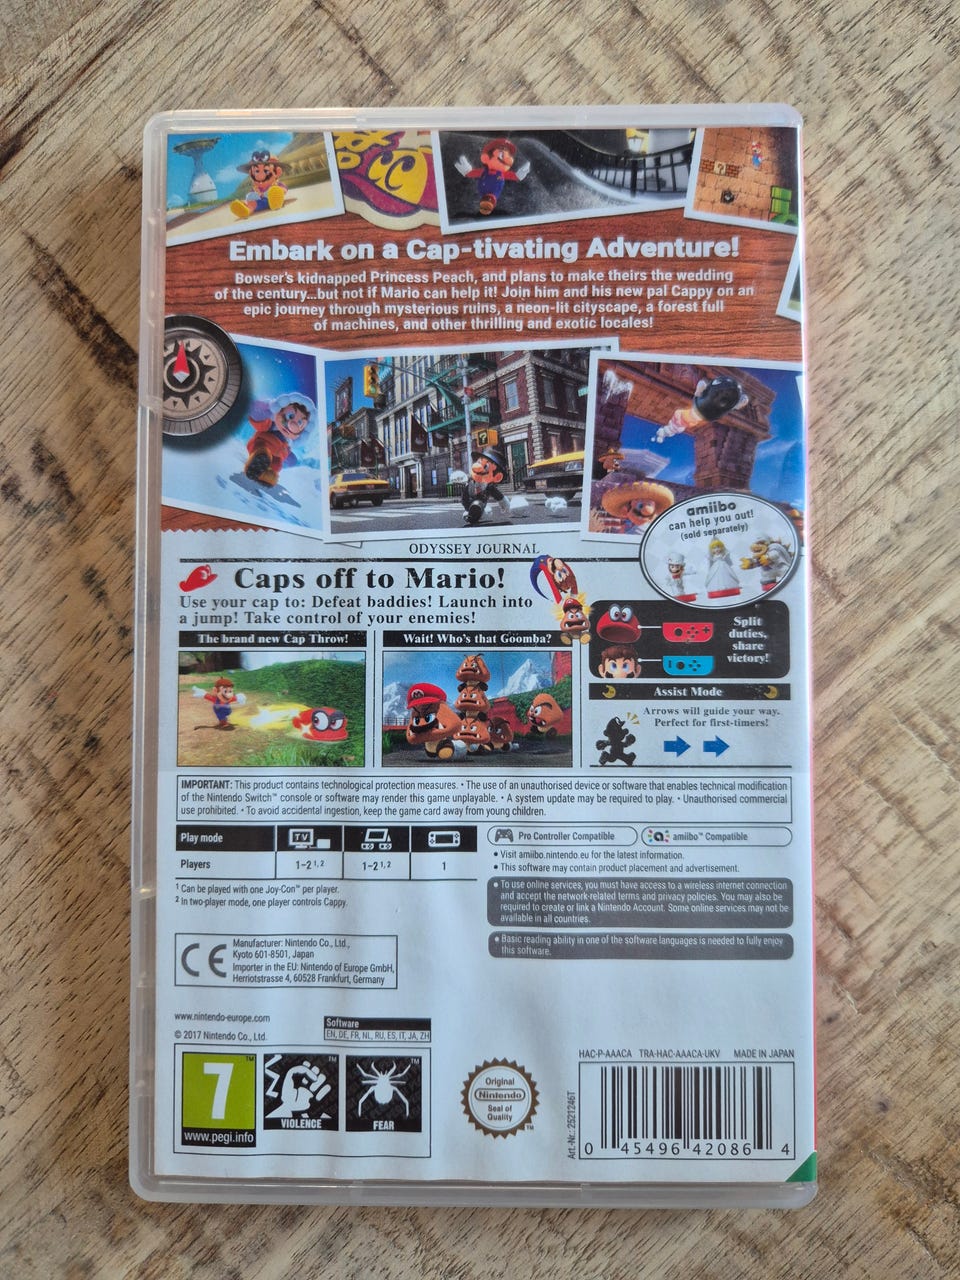 Embark on a Cap-tivating Adventure!
Bowser's kidnapped Princess Peach, and plans to make theirs the wedding
of the century...but not if Mario can help it! Join him and his new pal Cappy on an
epic journey through mysterious ruins, a neon-lit cityscape, a forest full
of machines, and other thrilling and exotic locales!
amiibo
can help you out!
(sold separately)
ODYSSEY JOURNAL
Caps off to Mario!
Use your cap to: Defeat baddies! Launch into
a jump! Take control of your enemies!
The brand new Cap Throw!
Wait! Who's that Goomba?
Split
duties,
share
victory!
Assist Mode
Arrows will guide your way.
Perfect for first-timers!
IMPORTANT: This product contains technological protection measures. • The use of an unauthorised device or software that enables technical modification
of the Nintendo Switch™ console or software may render this game unplayable. • A system update may be required to play. • Unauthorised commercial
use prohibited. • To avoid accidental ingestion, keep the game card away from young children.
Play mode
TV
Players
1–2 ¹,²
1–2 ¹,²
1
¹ Can be played with one Joy-Con™ per player.
² In two-player mode, one player controls Cappy.
Pro Controller Compatible
amiibo™ Compatible
• Visit amiibo.nintendo.eu for the latest information.
• This software may contain product placement and advertisement.
• To use online services, you must have access to a wireless internet connection
and accept the network-related terms and privacy policies. You may also be
required to create or link a Nintendo Account. Some online services may not be
available in all countries.
• Basic reading ability in one of the software languages is needed to fully enjoy
this software.
CE
Manufacturer: Nintendo Co., Ltd.,
Kyoto 601-8501, Japan
Importer in the EU: Nintendo of Europe GmbH,
Herriotstrasse 4, 60528 Frankfurt, Germany
www.nintendo-europe.com
© 2017 Nintendo Co., Ltd.
Software
EN, DE, FR, NL, RU, ES, IT, JA, ZH
7
www.pegi.info
VIOLENCE
FEAR
TM
TM
TM
Original
Nintendo
Seal of
Quality
TM
HAC-P-AAACA TRA-HAC-AAACA-UKV MADE IN JAPAN
Art.-Nr.: 2521246T
0 45496 42086 4